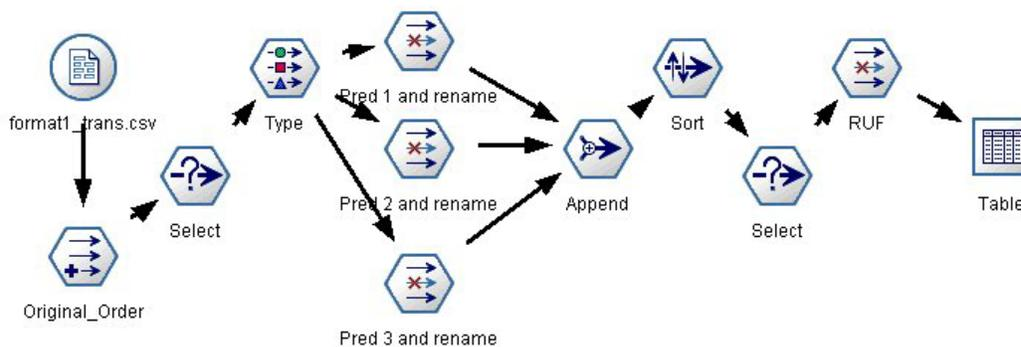 format1_trans.csv
Original_Order
Select
Type
Pred 1 and rename
Pred 2 and rename
Pred 3 and rename
Append
Sort
Select
RUF
Table